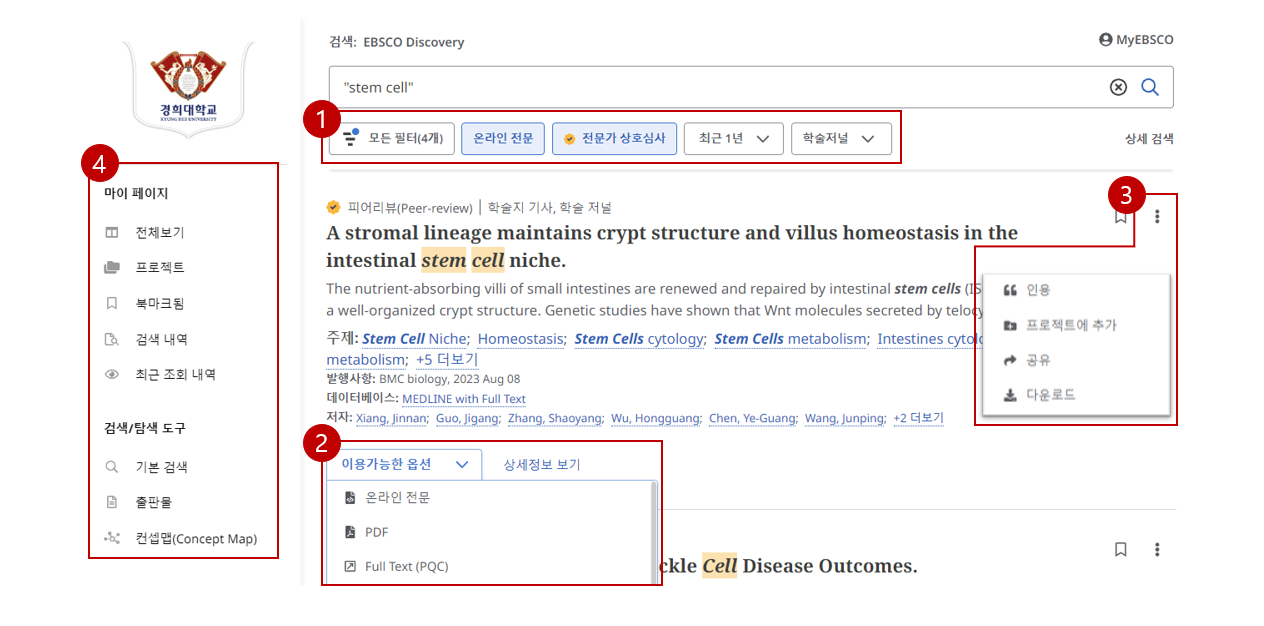 경희대학교
KYUNG HEE UNIVERSITY
4
마이 페이지
전체보기
프로젝트
북마크됨
검색 내역
최근 조회 내역
검색/탐색 도구
기본 검색
출판물
컨셉맵(Concept Map)
검색: EBSCO Discovery
MyEBSCO
"stem cell"
1
모든 필터(4개)
온라인 전문
전문가 상호심사
최근 1년
학술저널
상세 검색
피어리뷰(Peer-review) | 학술지 기사, 학술 저널
A stromal lineage maintains crypt structure and villus homeostasis in the
intestinal stem cell niche.
The nutrient-absorbing villi of small intestines are renewed and repaired by intestinal stem cells (IS
a well-organized crypt structure. Genetic studies have shown that Wnt molecules secreted by telocy
주제: Stem Cell Niche; Homeostasis; Stem Cells cytology; Stem Cells metabolism; Intestines cytolo
metabolism; +5 더보기
발행사항: BMC biology, 2023 Aug 08
데이터베이스: MEDLINE with Full Text
저자: Xiang, Jinnan; Guo, Jigang; Zhang, Shaoyang; Wu, Hongguang; Chen, Ye-Guang; Wang, Junping; +2 더보기
3
인용
프로젝트에 추가
공유
다운로드
2
이용가능한 옵션
상세정보 보기
온라인 전문
PDF
Full Text (PQC)
ckle Cell Disease Outcomes.